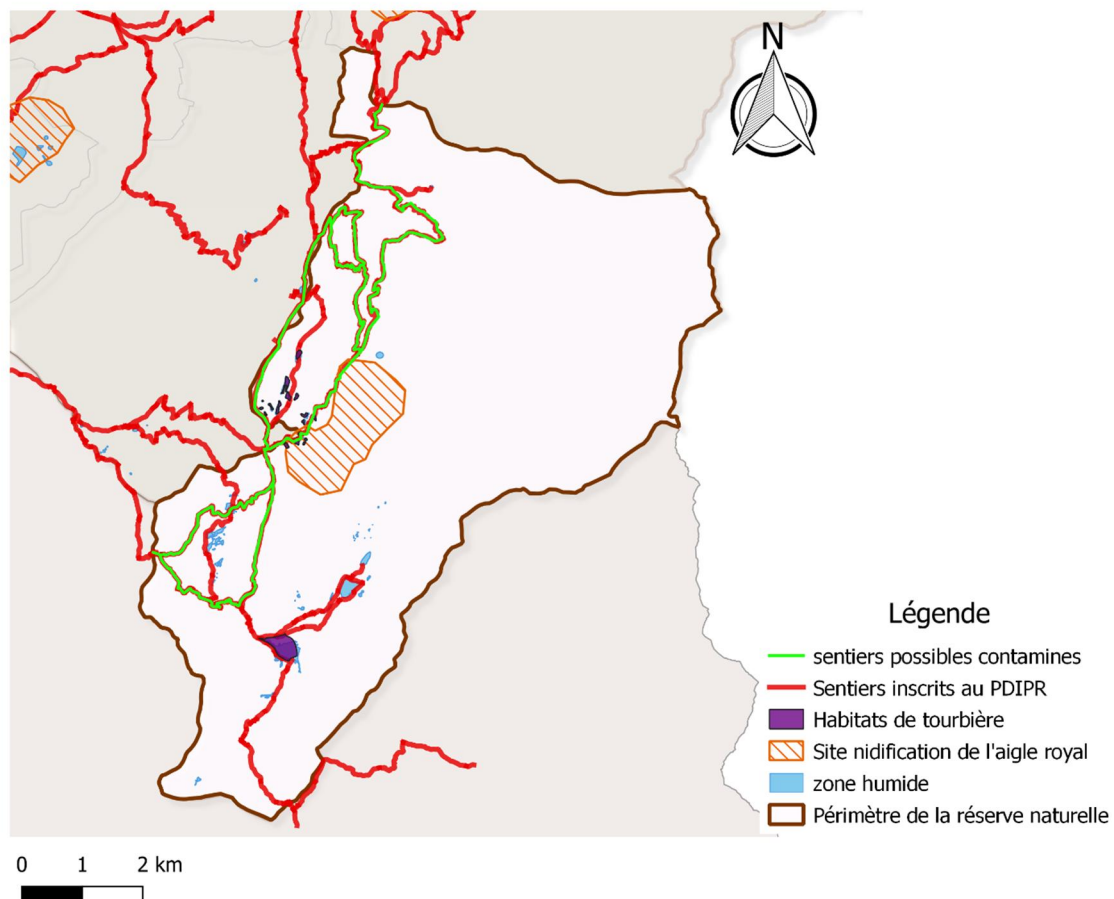 N
Légende
sentiers possibles contamines
Sentiers inscrits au PDIPR
Habitats de tourbière
Site nidification de l'aigle royal
zone humide
Périmètre de la réserve naturelle
0 1 2 km